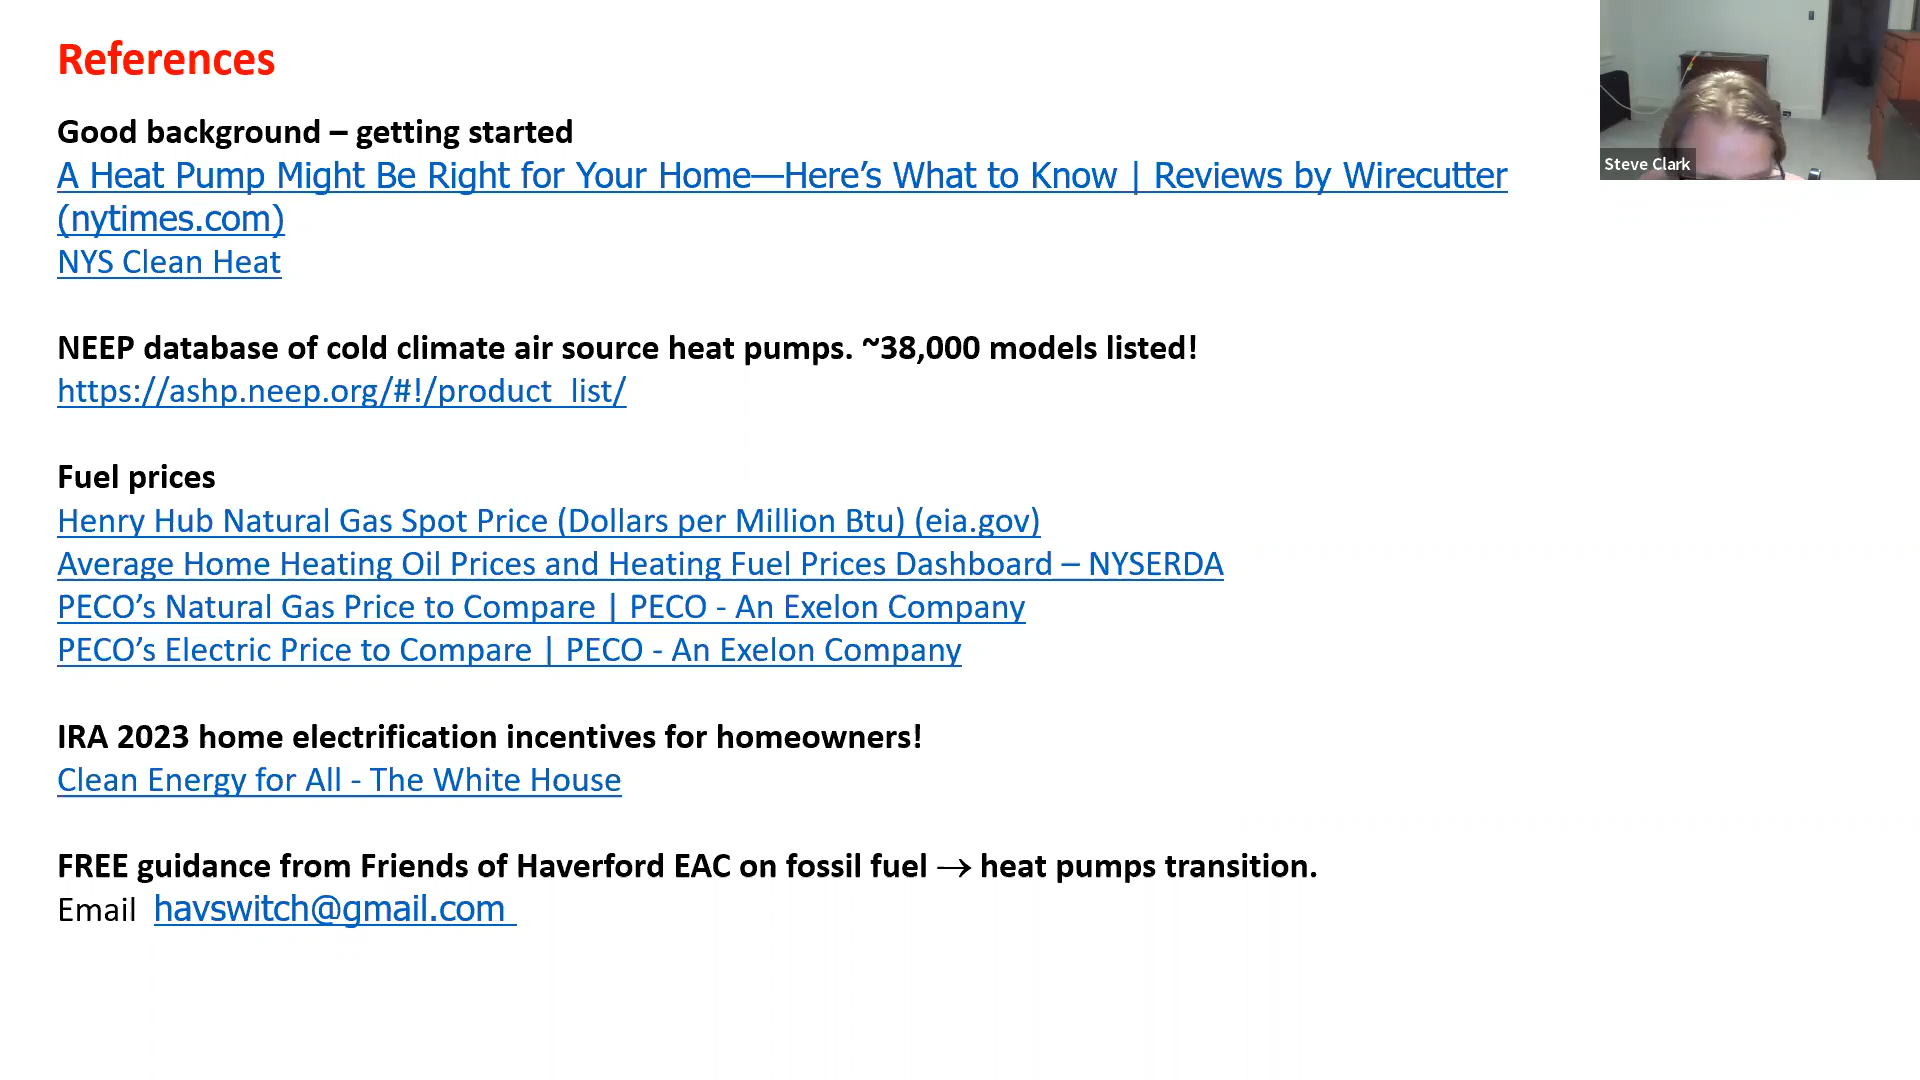 References
Good background – getting started
A Heat Pump Might Be Right for Your Home—Here’s What to Know | Reviews by Wirecutter
(nytimes.com)
NYS Clean Heat
NEEP database of cold climate air source heat pumps. ~38,000 models listed!
https://ashp.neep.org/#!/product_list/
Fuel prices
Henry Hub Natural Gas Spot Price (Dollars per Million Btu) (eia.gov)
Average Home Heating Oil Prices and Heating Fuel Prices Dashboard – NYSERDA
PECO’s Natural Gas Price to Compare | PECO - An Exelon Company
PECO’s Electric Price to Compare | PECO - An Exelon Company
IRA 2023 home electrification incentives for homeowners!
Clean Energy for All - The White House
FREE guidance from Friends of Haverford EAC on fossil fuel → heat pumps transition.
Email havswitch@gmail.com
Steve Clark